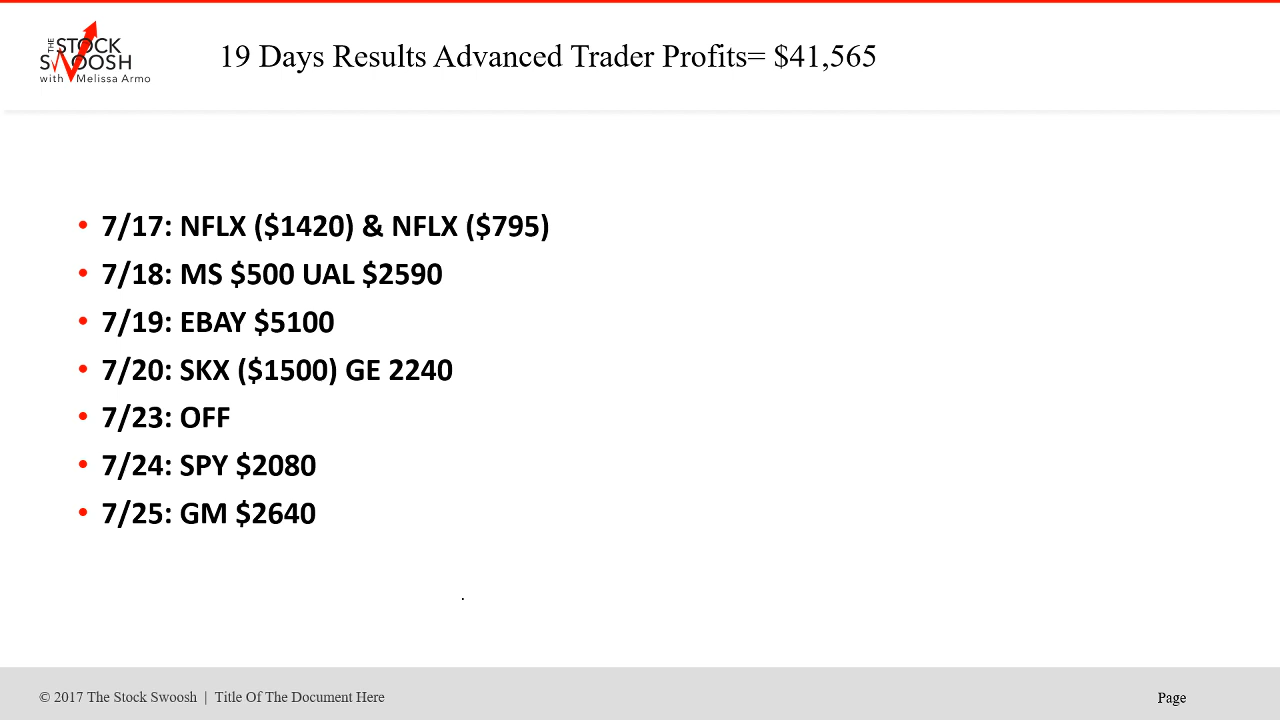 THE
STOCK
SWOOSH
with Melissa Armo
19 Days Results Advanced Trader Profits= $41,565
• 7/17: NFLX ($1420) & NFLX ($795)
• 7/18: MS $500 UAL $2590
• 7/19: EBAY $5100
• 7/20: SKX ($1500) GE 2240
• 7/23: OFF
• 7/24: SPY $2080
• 7/25: GM $2640
.
© 2017 The Stock Swoosh | Title Of The Document Here
Page